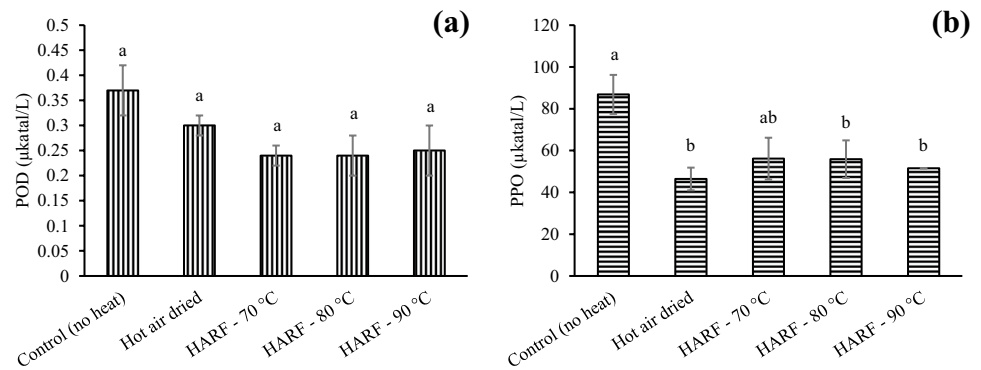 (a)
POD (µkatal/L)
0.5
0.45
0.4
0.35
0.3
0.25
0.2
0.15
0.1
0.05
0
a
a
a
a
a
Control (no heat)
Hot air dried
HARF - 70 °C
HARF - 80 °C
HARF - 90 °C
(b)
PPO (µkatal/L)
120
100
80
60
40
20
0
a
b
ab
b
b
Control (no heat)
Hot air dried
HARF - 70 °C
HARF - 80 °C
HARF - 90 °C